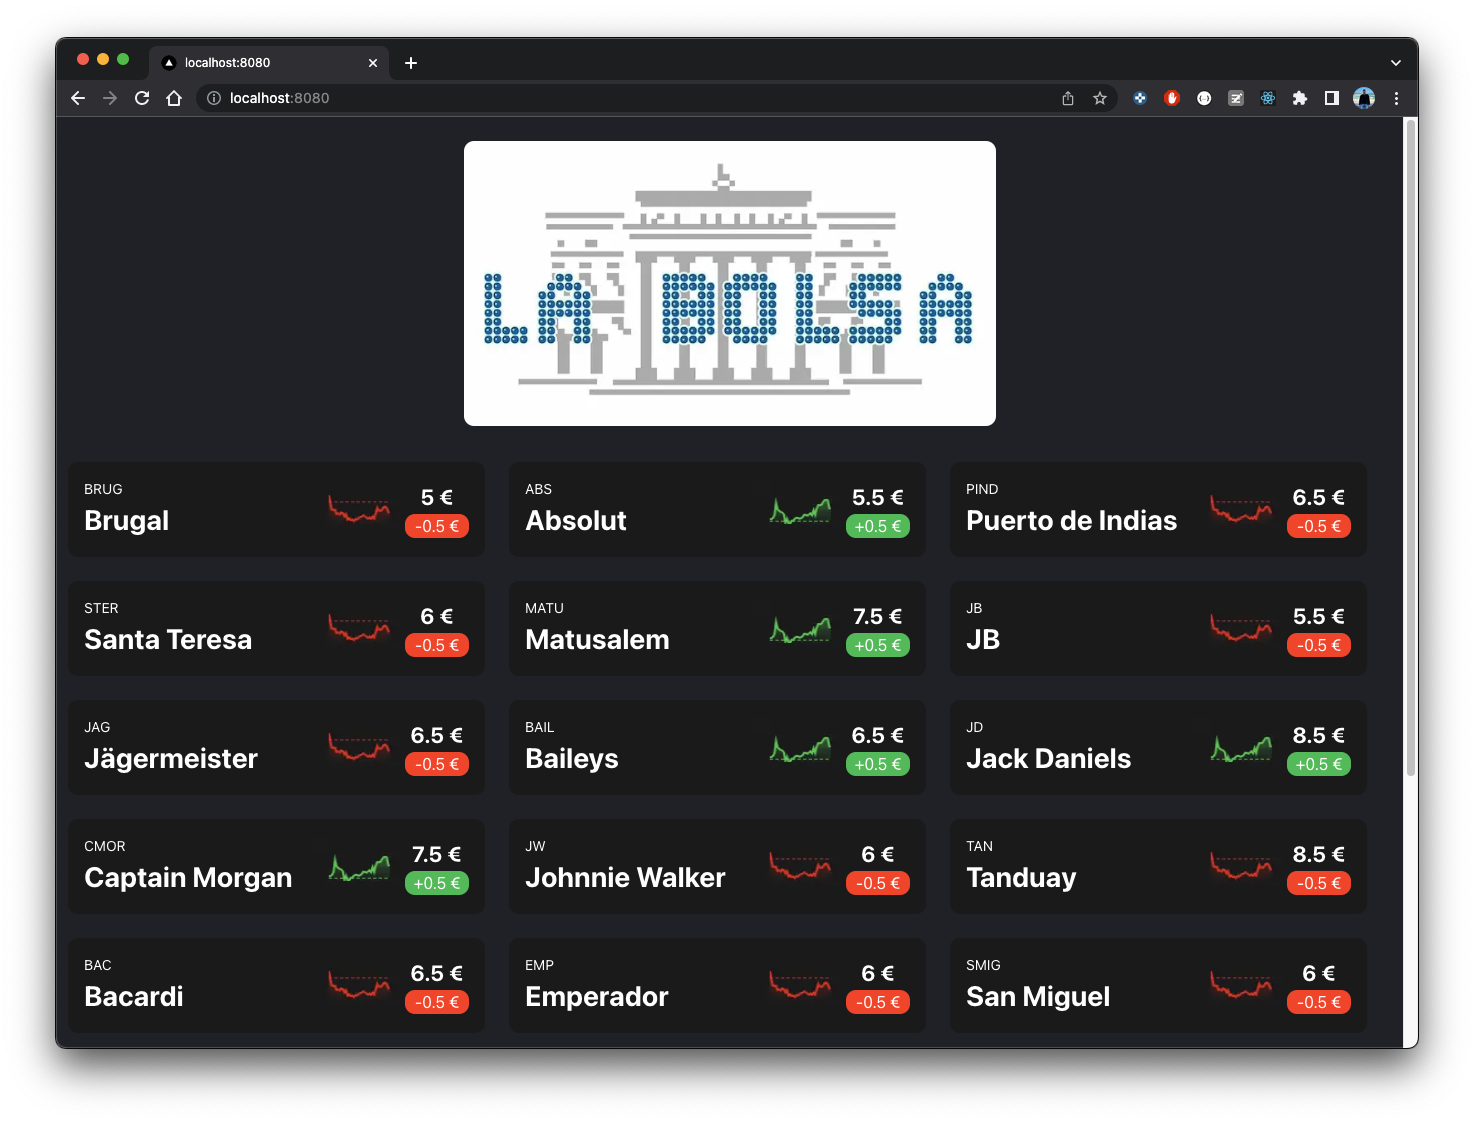 localhost:8080
localhost:8080
LA BOLSA
BRUG
Brugal
5 €
-0.5 €
ABS
Absolut
5.5 €
+0.5 €
PIND
Puerto de Indias
6.5 €
-0.5 €
STER
Santa Teresa
6 €
-0.5 €
MATU
Matusalem
7.5 €
+0.5 €
JB
JB
5.5 €
-0.5 €
JAG
Jägermeister
6.5 €
-0.5 €
BAIL
Baileys
6.5 €
+0.5 €
JD
Jack Daniels
8.5 €
+0.5 €
CMOR
Captain Morgan
7.5 €
+0.5 €
JW
Johnnie Walker
6 €
-0.5 €
TAN
Tanduay
8.5 €
-0.5 €
BAC
Bacardi
6.5 €
-0.5 €
EMP
Emperador
6 €
-0.5 €
SMIG
San Miguel
6 €
-0.5 €